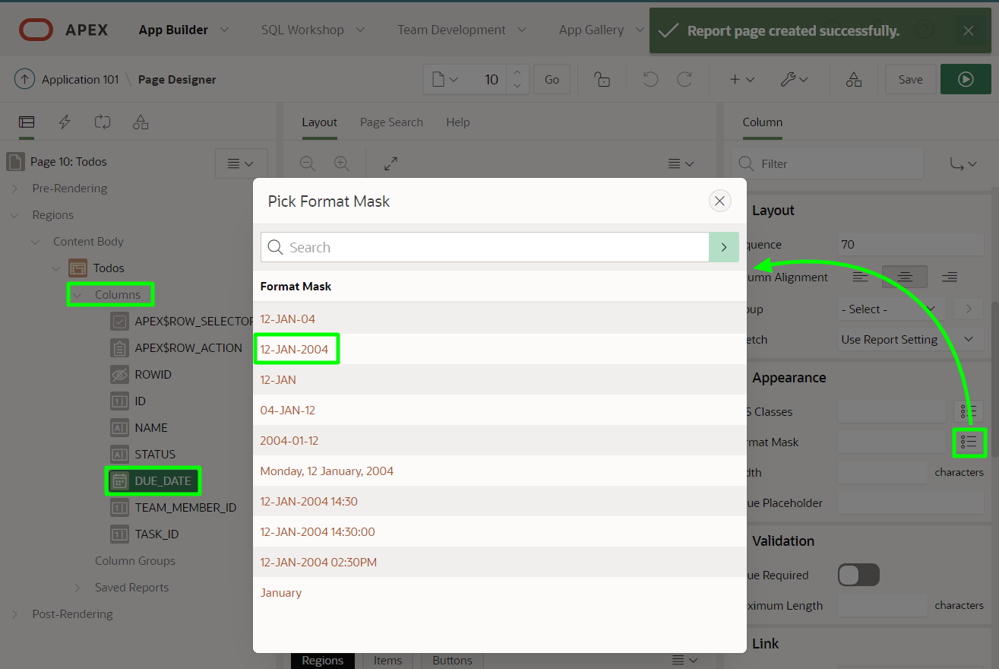 APEX App Builder SQL Workshop Team Development App Gallery Report page created successfully.
Application 101 \ Page Designer 10 Go Save
Layout Page Search Help Column
Page 10: Todos
Filter
Pre-Rendering
Regions
Content Body
Todos
Columns
APEX$ROW_SELECTOR
APEX$ROW_ACTION
ROWID
ID
NAME
STATUS
DUE_DATE
TEAM_MEMBER_ID
TASK_ID
Column Groups
Saved Reports
Post-Rendering
Pick Format Mask
Search
Format Mask
12-JAN-04
12-JAN-2004
12-JAN
04-JAN-12
2004-01-12
Monday, 12 January, 2004
12-JAN-2004 14:30
12-JAN-2004 14:30:00
12-JAN-2004 02:30PM
January
Regions Items Buttons
Layout
quence 70
umn Alignment
oup - Select -
etch Use Report Setting
Appearance
S Classes
rmat Mask
dth characters
ue Placeholder
Validation
ue Required
ximum Length characters
Link